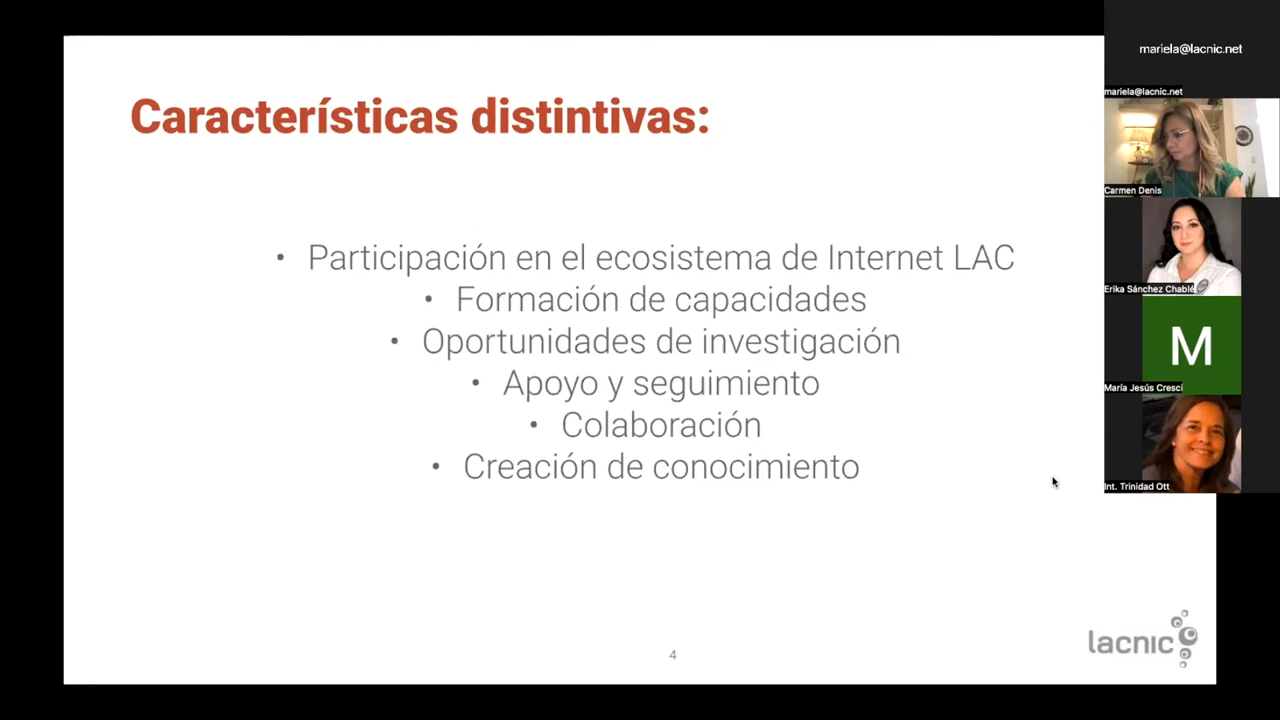 Características distintivas:
• Participación en el ecosistema de Internet LAC
• Formación de capacidades
• Oportunidades de investigación
• Apoyo y seguimiento
• Colaboración
• Creación de conocimiento
4
lacnic
mariela@lacnic.net
mariela@lacnic.net
Carmen Denis
Erika Sánchez Chablé
M
María Jesús Cresci
Int. Trinidad Ott